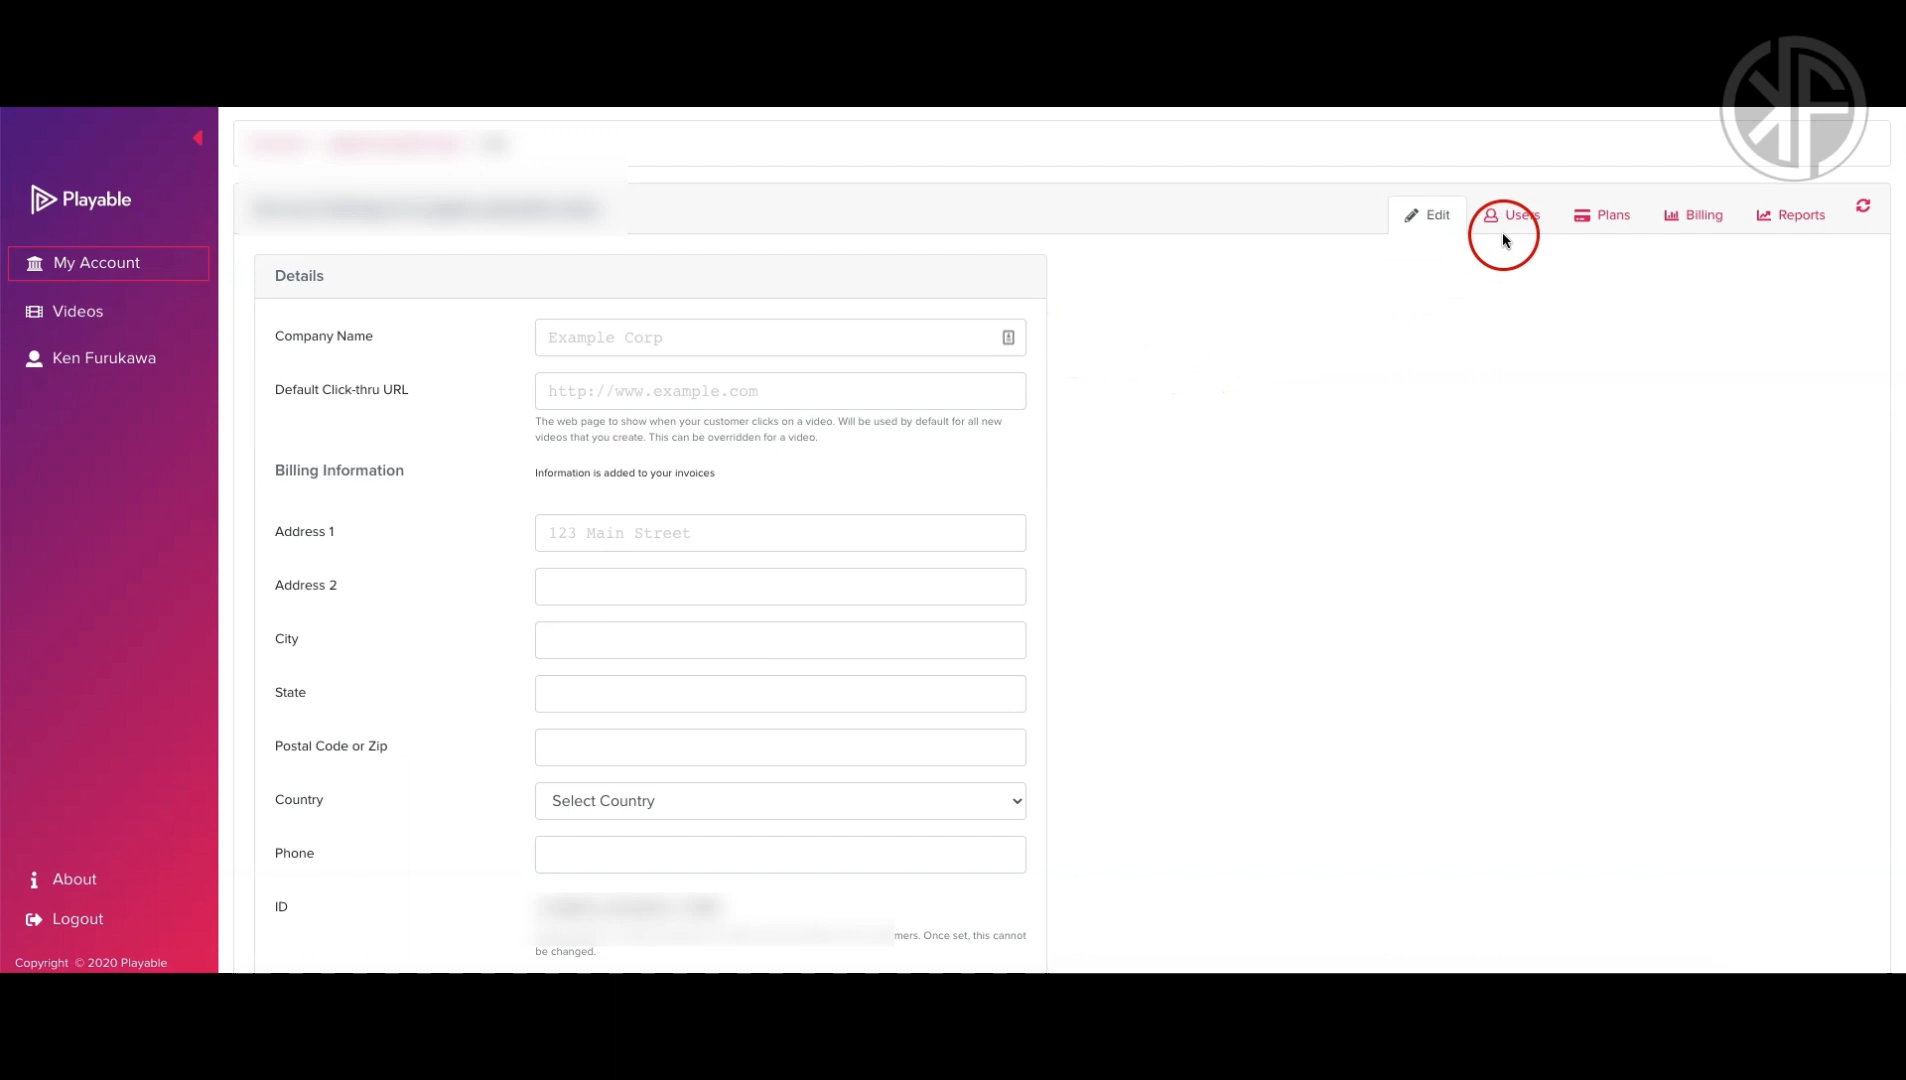 Playable
My Account
Videos
Ken Furukawa
About
Logout
Copyright © 2020 Playable
Edit
Users
Plans
Billing
Reports
Details
Company Name
Example Corp
Default Click-thru URL
http://www.example.com
The web page to show when your customer clicks on a video. Will be used by default for all new
videos that you create. This can be overridden for a video.
Billing Information
Information is added to your invoices
Address 1
123 Main Street
Address 2
City
State
Postal Code or Zip
Country
Select Country
Phone
ID
mers. Once set, this cannot
be changed.
KF